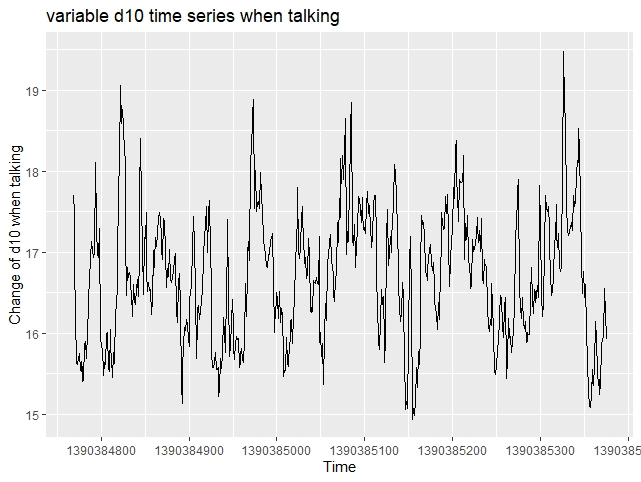 variable d10 time series when talking
19
18
17
16
15
Change of d10 when talking
1390384800 1390384900 1390385000 1390385100 1390385200 1390385300 1390385
Time